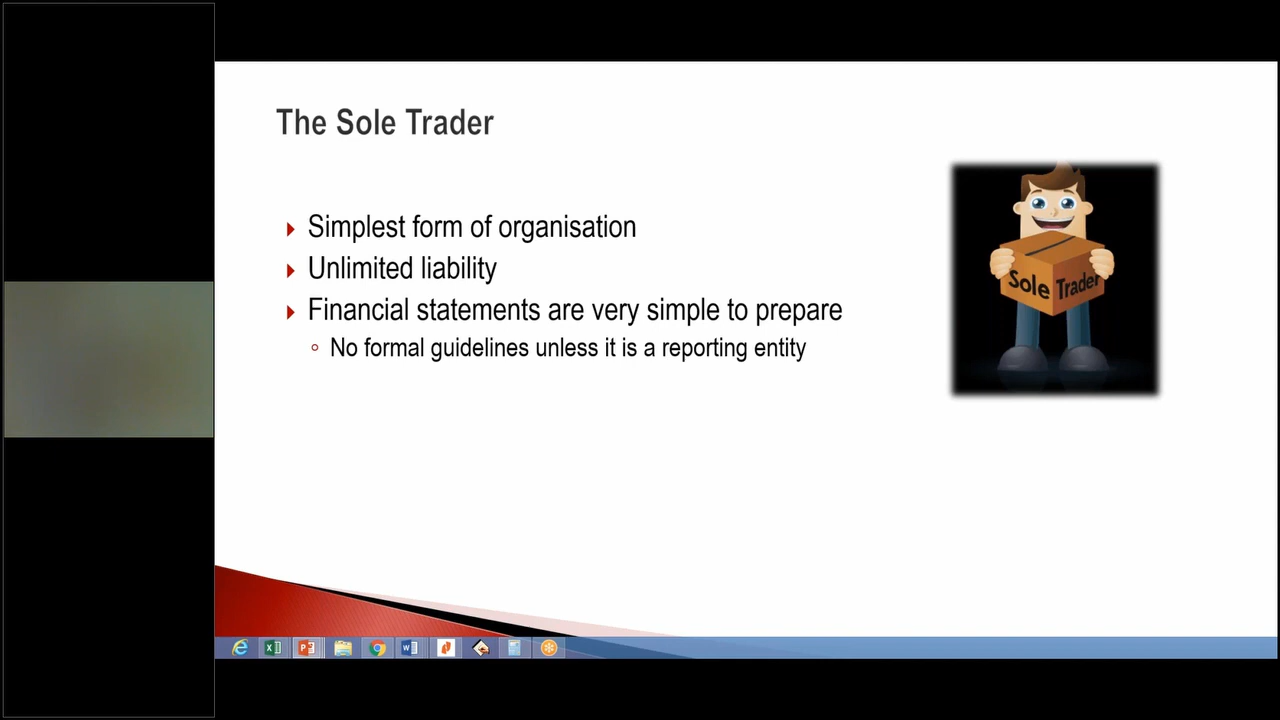 The Sole Trader
Simplest form of organisation
Unlimited liability
Financial statements are very simple to prepare
No formal guidelines unless it is a reporting entity
Sole Trader